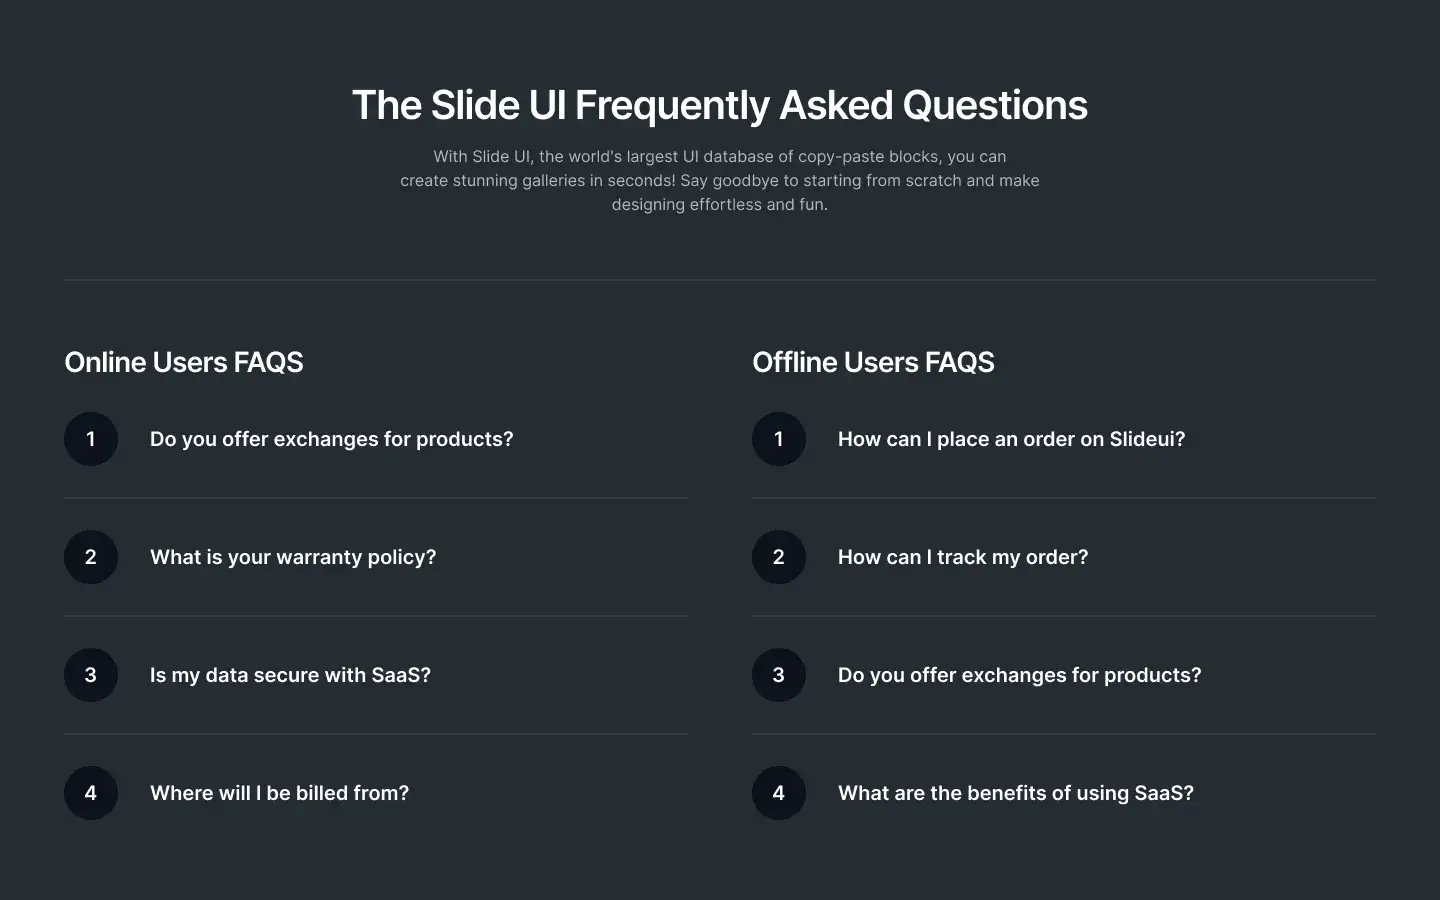 The Slide UI Frequently Asked Questions
With Slide UI, the world's largest UI database of copy-paste blocks, you can
create stunning galleries in seconds! Say goodbye to starting from scratch and make
designing effortless and fun.
Online Users FAQS
1 Do you offer exchanges for products?
2 What is your warranty policy?
3 Is my data secure with SaaS?
4 Where will I be billed from?
Offline Users FAQS
1 How can I place an order on Slideui?
2 How can I track my order?
3 Do you offer exchanges for products?
4 What are the benefits of using SaaS?